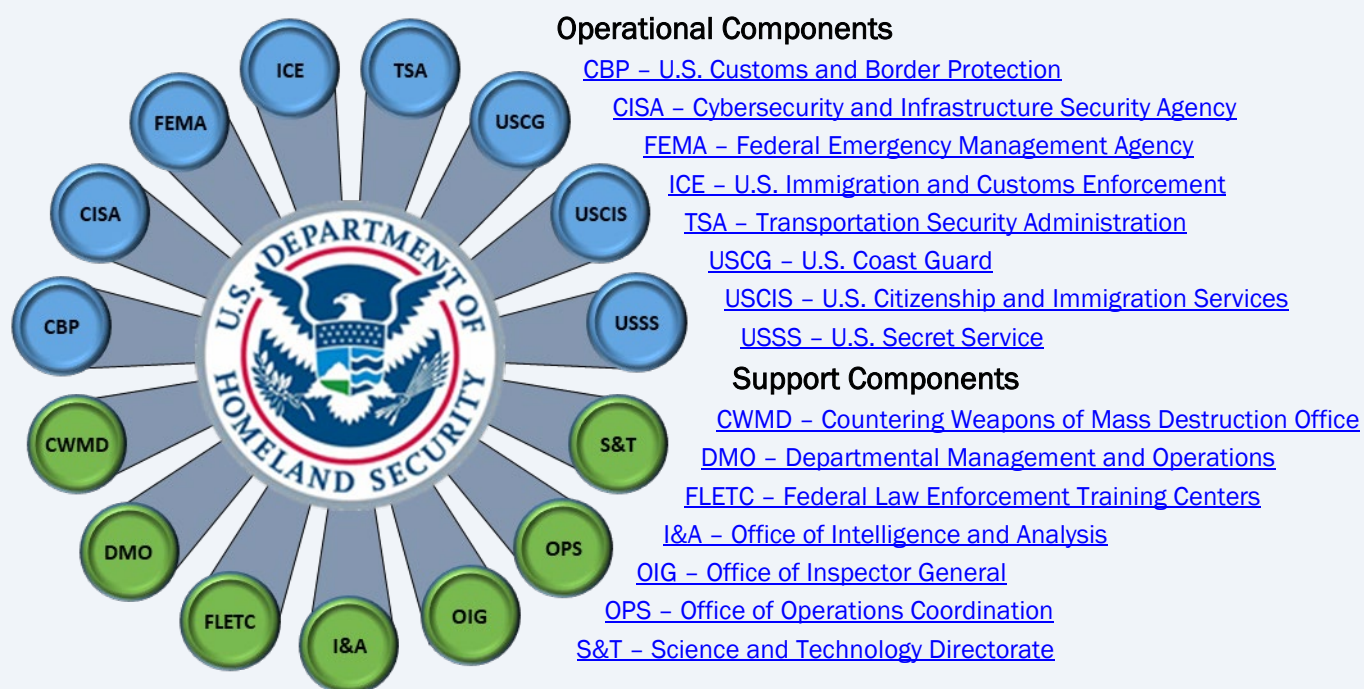 Operational Components
CBP – U.S. Customs and Border Protection
CISA – Cybersecurity and Infrastructure Security Agency
FEMA – Federal Emergency Management Agency
ICE – U.S. Immigration and Customs Enforcement
TSA – Transportation Security Administration
USCG – U.S. Coast Guard
USCIS – U.S. Citizenship and Immigration Services
USSS – U.S. Secret Service
Support Components
CWMD – Countering Weapons of Mass Destruction Office
DMO – Departmental Management and Operations
FLETC – Federal Law Enforcement Training Centers
I&A – Office of Intelligence and Analysis
OIG – Office of Inspector General
OPS – Office of Operations Coordination
S&T – Science and Technology Directorate
CBP
CISA
FEMA
ICE
TSA
USCG
USCIS
USSS
S&T
OPS
OIG
I&A
FLETC
DMO
CWMD
U.S. DEPARTMENT OF
HOMELAND SECURITY